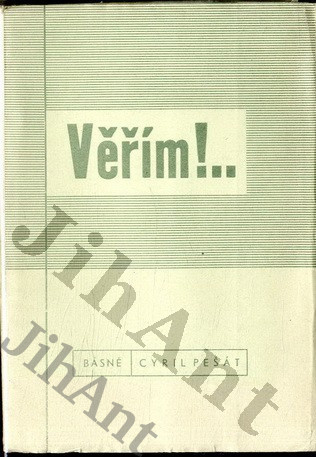 Věřím!..
BÁSNĚ CYRIL PEŠÁT
JihAnt
JihAnt